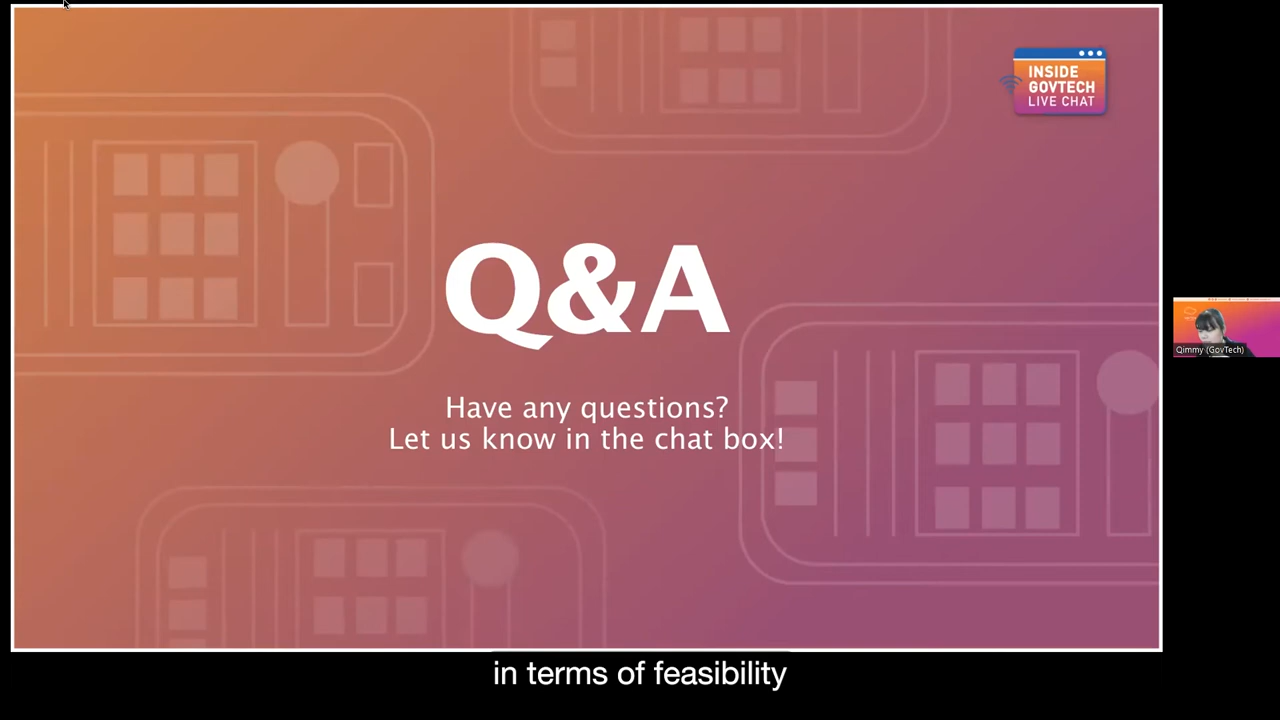 INSIDE
GOVTECH
LIVE CHAT
Q&A
Have any questions?
Let us know in the chat box!
Qimmy (GovTech)
in terms of feasibility